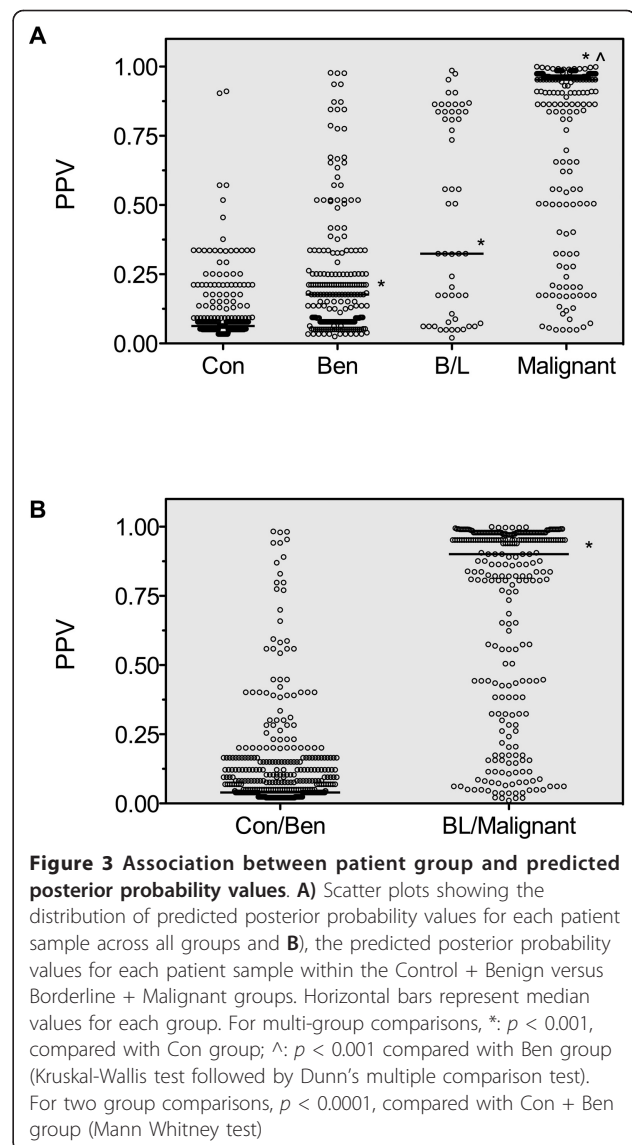 A
1.00
* ^
0.75
PPV
0.50
*
0.25
*
0.00
Con Ben B/L Malignant
B
1.00
*
0.75
PPV
0.50
0.25
0.00
Con/Ben BL/Malignant
Figure 3 Association between patient group and predicted
posterior probability values. A) Scatter plots showing the
distribution of predicted posterior probability values for each patient
sample across all groups and B), the predicted posterior probability
values for each patient sample within the Control + Benign versus
Borderline + Malignant groups. Horizontal bars represent median
values for each group. For multi-group comparisons, *: p < 0.001,
compared with Con group; ^: p < 0.001 compared with Ben group
(Kruskal-Wallis test followed by Dunn's multiple comparison test).
For two group comparisons, p < 0.0001, compared with Con + Ben
group (Mann Whitney test)